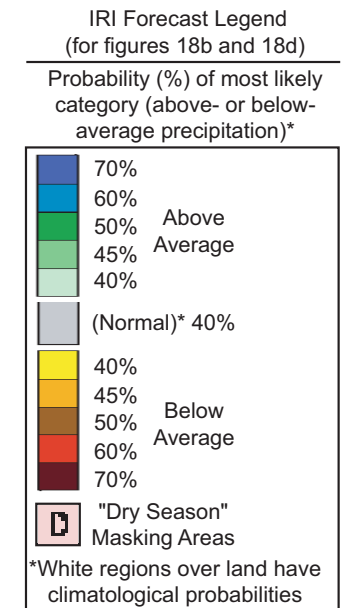 IRI Forecast Legend
(for figures 18b and 18d)
Probability (%) of most likely
category (above- or below-
average precipitation)*
70%
60%
50%
45%
40%
Above
Average
(Normal)* 40%
40%
45%
50%
60%
70%
Below
Average
D
"Dry Season"
Masking Areas
*White regions over land have
climatological probabilities